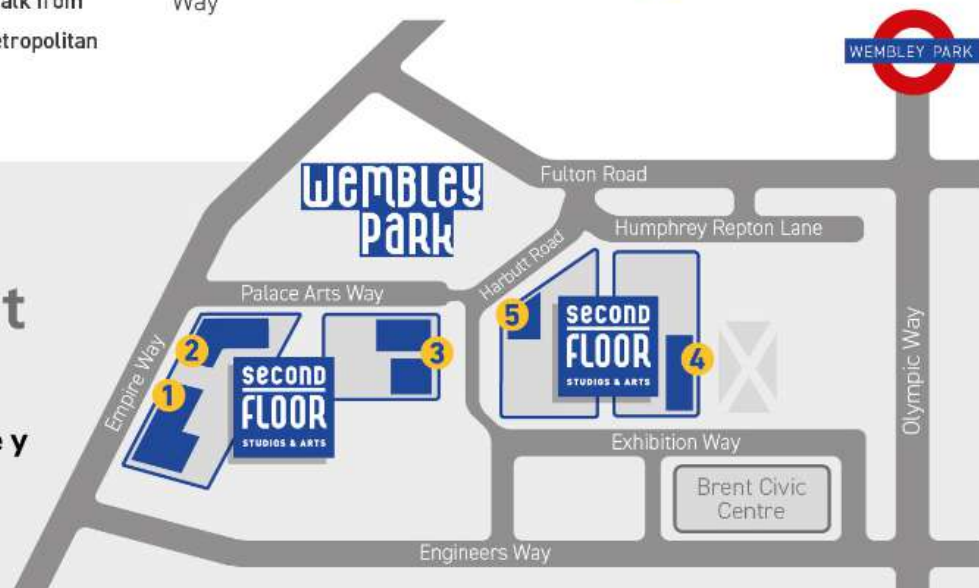 Way
etropolitan
WEMBLEY PARK
Fulton Road
WEMBLEY
PARK
Humphrey Repton Lane
Harbutt Road
Palace Arts Way
5
second
FLOOR
STUDIOS & ARTS
4
3
2
1
second
FLOOR
STUDIOS & ARTS
Empire Way
Olympic Way
t
Exhibition Way
ey
Brent Civic
Centre
Engineers Way